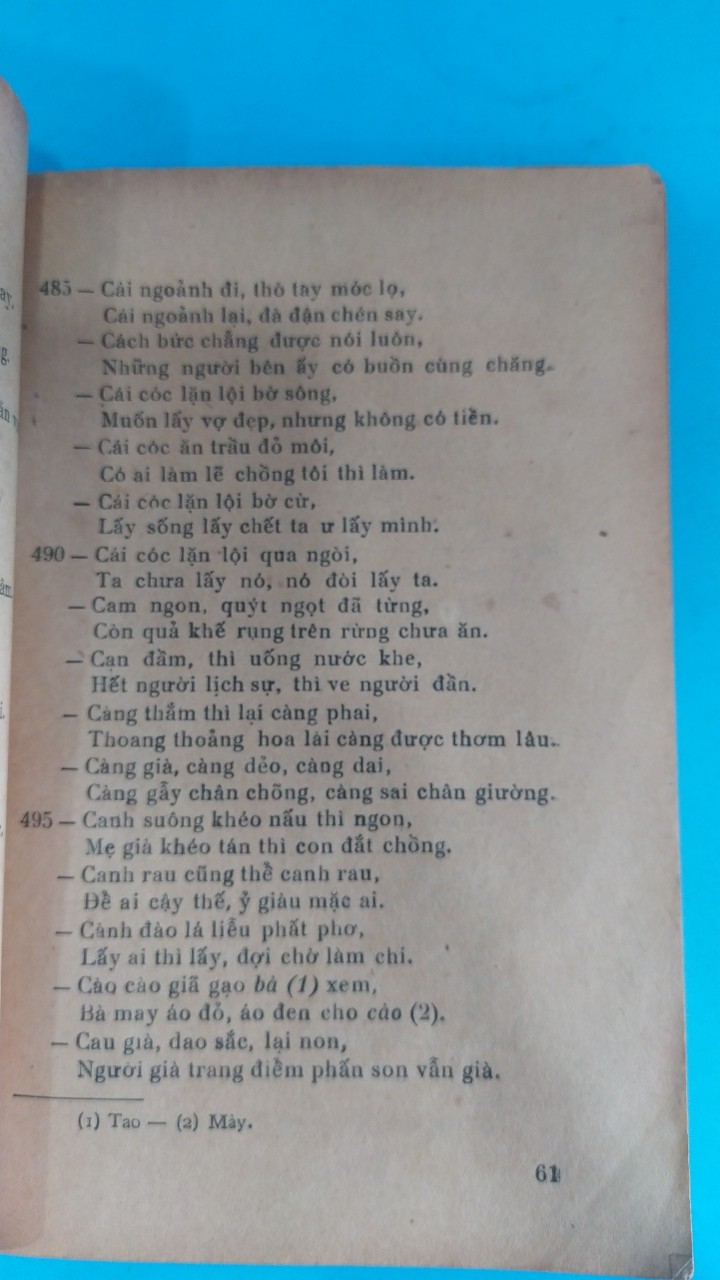 485 — Cái ngoảnh đi, thò tay móc lọ,
Cái ngoảnh lại, đà đận chén say.
— Cách bức chẳng được nói luôn,
Những người bên ấy có buồn cùng chăng.
— Cái cóc lặn lội bờ sông,
Muốn lấy vợ đẹp, nhưng không có tiền.
— Cái cóc ăn trầu đỏ môi,
Có ai làm lẽ chồng tôi thì làm.
— Cái cóc lặn lội bờ cừ,
Lấy sống lấy chết ta ư lấy mình.
490 — Cái cóc lặn lội qua ngòi,
Ta chưa lấy nó, nó đòi lấy ta.
— Cam ngon, quýt ngọt đã từng,
Còn quả khế rụng trên rừng chưa ăn.
— Cạn đầm, thì uống nước khe,
Hết người lịch sự, thì ve người đần.
— Càng thắm thì lại càng phai,
Thoang thoảng hoa lài càng được thơm lâu.
— Càng già, càng dẻo, càng dai,
Càng gẫy chân chõng, càng sai chân giường.
495 — Canh suông khéo nấu thì ngon,
Mẹ già khéo tán thì con đắt chồng.
— Canh rau cũng thể canh rau,
Để ai cậy thế, ỷ giàu mặc ai.
— Cành đào lá liễu phất phơ,
Lấy ai thì lấy, đợi chờ làm chi.
— Cào cào giã gạo bà (1) xem,
Bà may áo đỏ, áo đen cho cào (2).
— Cau già, dao sắc, lại non,
Người già trang điểm phấn son vẫn già.
(1) Tao — (2) Mày.
61